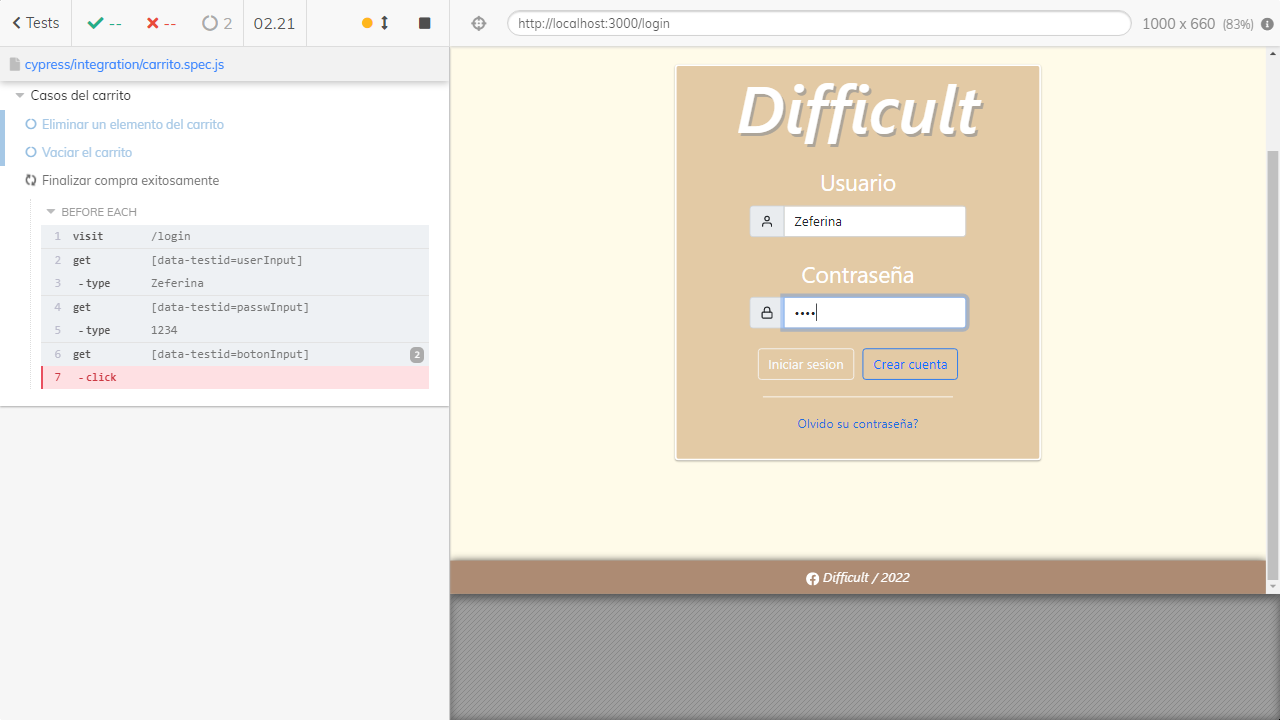 Tests -- -- 2 02.21
http://localhost:3000/login 1000 x 660 (83%)
cypress/integration/carrito.spec.js
Casos del carrito
Eliminar un elemento del carrito
Vaciar el carrito
Finalizar compra exitosamente
BEFORE EACH
1 visit /login
2 get [data-testid=userInput]
3 -type Zeferina
4 get [data-testid=passwInput]
5 -type 1234
6 get [data-testid=botonInput] 2
7 -click
Difficult
Usuario
Zeferina
Contraseña
••••
Iniciar sesion Crear cuenta
Olvido su contraseña?
Difficult / 2022